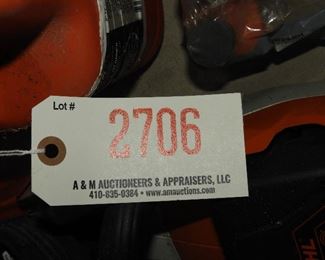 Lot #
2706
A & M AUCTIONEERS & APPRAISERS, LLC
410-835-0384 • www.amauctions.com